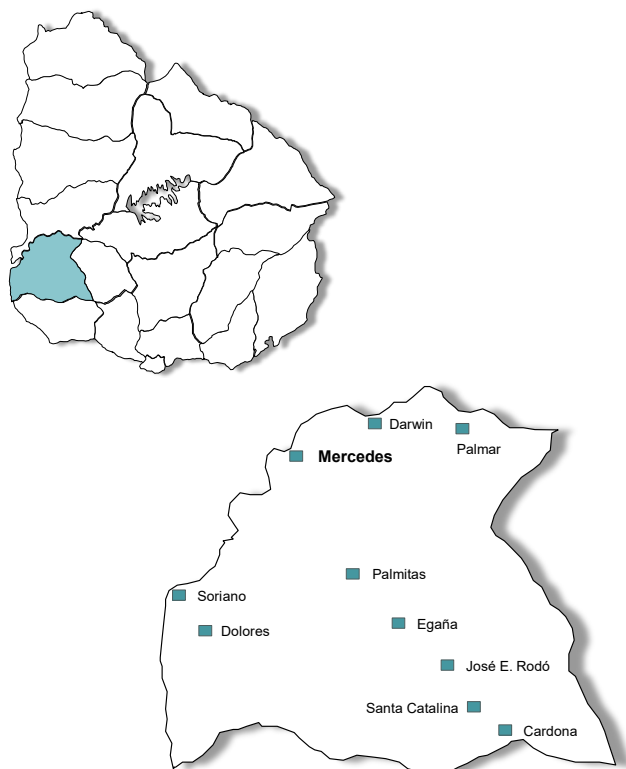 Darwin
Palmar
Mercedes
Palmitas
Soriano
Egaña
Dolores
José E. Rodó
Santa Catalina
Cardona